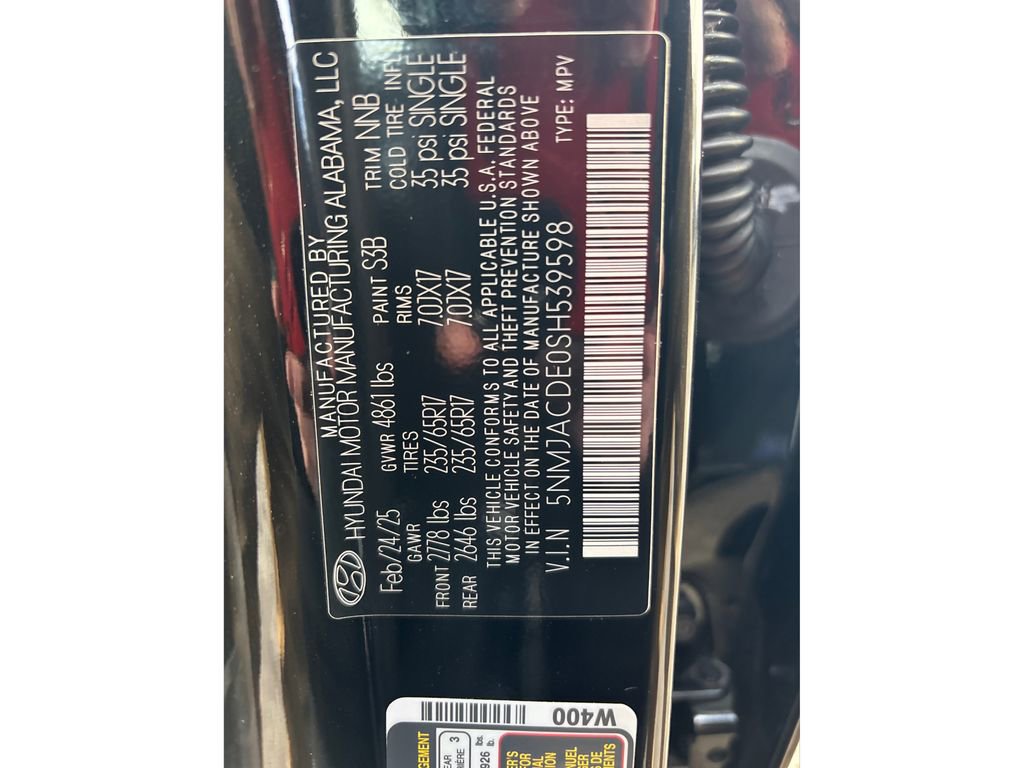 MANUFACTURED BY
HYUNDAI MOTOR MANUFACTURING ALABAMA, LLC
Feb/24/25 GVWR 4861 lbs PAINT S3B TRIM NNB
GAWR TIRES RIMS COLD TIRE INFL
FRONT 2778 lbs 235/65R17 7.0JX17 35 psi SINGLE
REAR 2646 lbs 235/65R17 7.0JX17 35 psi SINGLE
THIS VEHICLE CONFORMS TO ALL APPLICABLE U.S.A. FEDERAL
MOTOR VEHICLE SAFETY AND THEFT PREVENTION STANDARDS
IN EFFECT ON THE DATE OF MANUFACTURE SHOWN ABOVE
V.I.N 5NMJACDE0SH539598 TYPE: MPV
W400
3